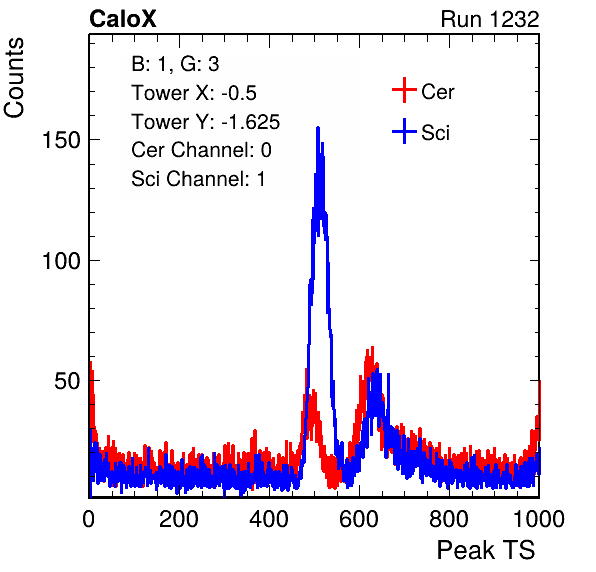 CaloX Run 1232
Counts
B: 1, G: 3
Tower X: -0.5
Tower Y: -1.625
Cer Channel: 0
Sci Channel: 1
Cer
Sci
150
100
50
0 200 400 600 800 1000
Peak TS